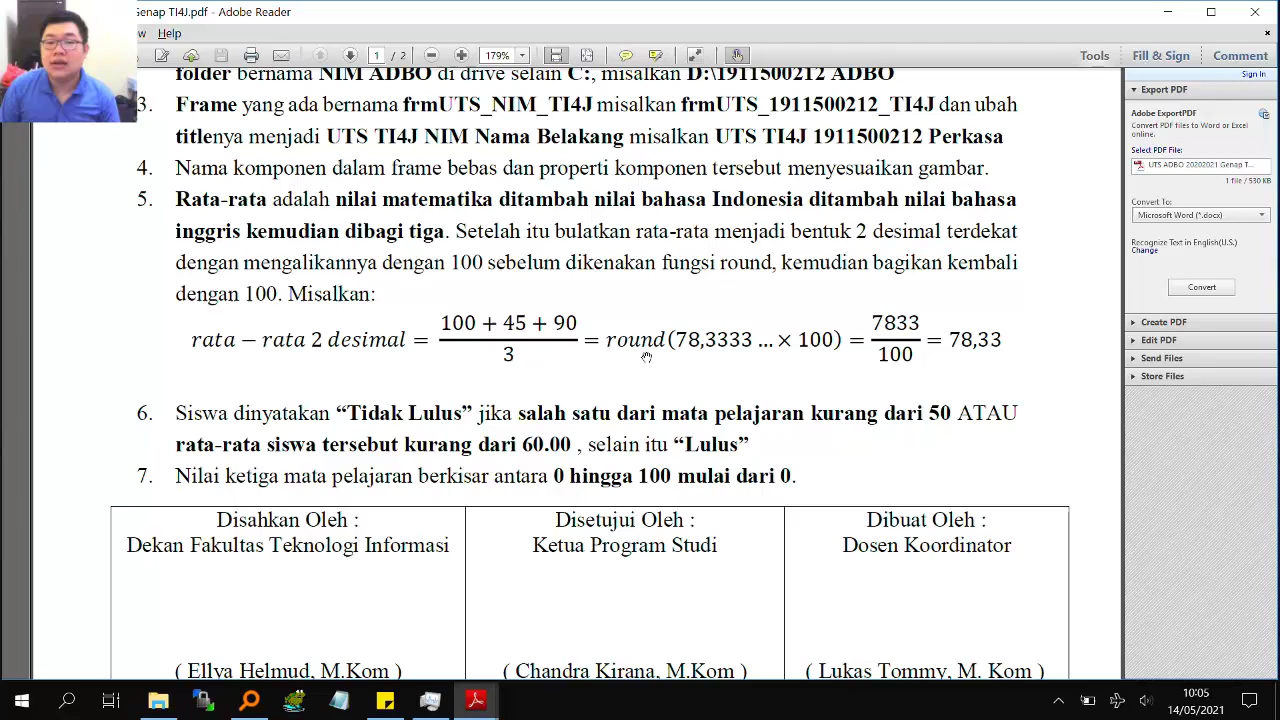 Genap TI4J.pdf - Adobe Reader
w Help
1 / 2
179%
Tools
Fill & Sign
Comment
Sign In
folder bernama NIM ADBO di drive selain C:, misalkan D:\1911500212 ADBO
3. Frame yang ada bernama frmUTS_NIM_TI4J misalkan frmUTS_1911500212_TI4J dan ubah
titlenya menjadi UTS TI4J NIM Nama Belakang misalkan UTS TI4J 1911500212 Perkasa
4. Nama komponen dalam frame bebas dan properti komponen tersebut menyesuaikan gambar.
5. Rata-rata adalah nilai matematika ditambah nilai bahasa Indonesia ditambah nilai bahasa
inggris kemudian dibagi tiga. Setelah itu bulatkan rata-rata menjadi bentuk 2 desimal terdekat
dengan mengalikannya dengan 100 sebelum dikenakan fungsi round, kemudian bagikan kembali
dengan 100. Misalkan:
rata − rata 2 desimal = (100 + 45 + 90)/3 = round(78,3333 … × 100) = 7833/100 = 78,33
6. Siswa dinyatakan “Tidak Lulus” jika salah satu dari mata pelajaran kurang dari 50 ATAU
rata-rata siswa tersebut kurang dari 60.00 , selain itu “Lulus”
7. Nilai ketiga mata pelajaran berkisar antara 0 hingga 100 mulai dari 0.
Disahkan Oleh :
Dekan Fakultas Teknologi Informasi
( Ellya Helmud, M.Kom )
Disetujui Oleh :
Ketua Program Studi
( Chandra Kirana, M.Kom )
Dibuat Oleh :
Dosen Koordinator
( Lukas Tommy, M. Kom )
Export PDF
Adobe ExportPDF
Convert PDF files to Word or Excel
online.
Select PDF File:
UTS ADBO 20202021 Genap T...
1 file / 530 KB
Convert To:
Microsoft Word (*.docx)
Recognize Text in English(U.S.)
Change
Convert
Create PDF
Edit PDF
Send Files
Store Files
10:05
14/05/2021